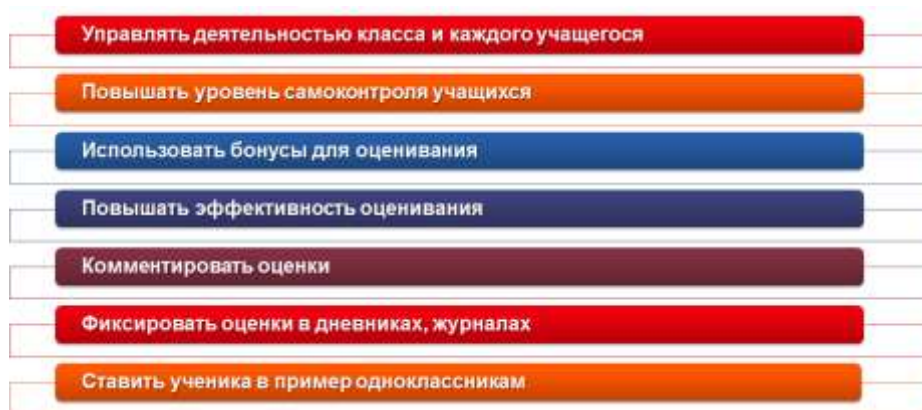 Управлять деятельностью класса и каждого учащегося
Повышать уровень самоконтроля учащихся
Использовать бонусы для оценивания
Повышать эффективность оценивания
Комментировать оценки
Фиксировать оценки в дневниках, журналах
Ставить ученика в пример одноклассникам